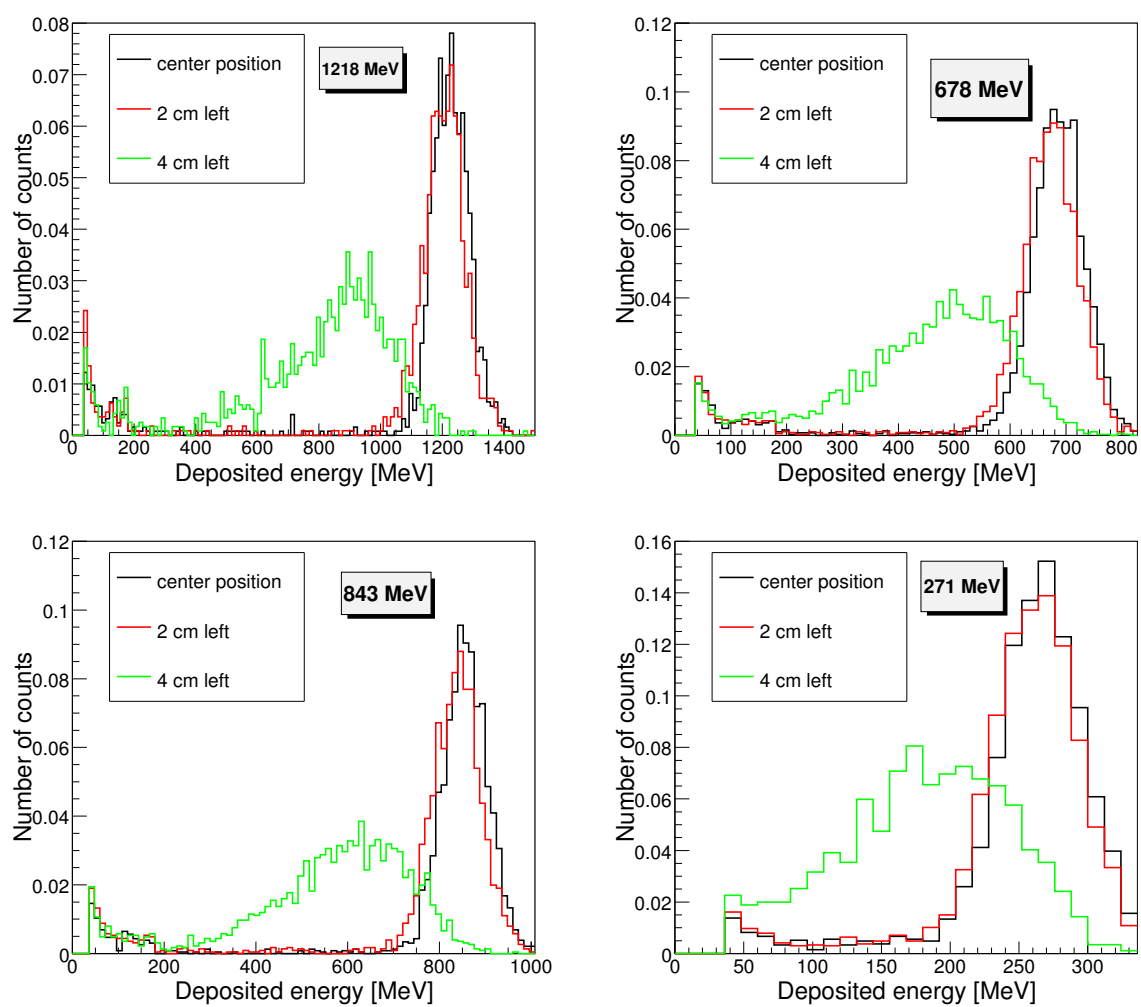 0.08
0.07
0.06
0.05
0.04
0.03
0.02
0.01
0
Number of counts
center position
2 cm left
4 cm left
1218 MeV
0 200 400 600 800 1000 1200 1400
Deposited energy [MeV]
0.12
0.1
0.08
0.06
0.04
0.02
0
Number of counts
center position
2 cm left
4 cm left
678 MeV
0 100 200 300 400 500 600 700 800
Deposited energy [MeV]
0.12
0.1
0.08
0.06
0.04
0.02
0
Number of counts
center position
2 cm left
4 cm left
843 MeV
0 200 400 600 800 1000
Deposited energy [MeV]
0.16
0.14
0.12
0.1
0.08
0.06
0.04
0.02
0
Number of counts
center position
2 cm left
4 cm left
271 MeV
0 50 100 150 200 250 300
Deposited energy [MeV]